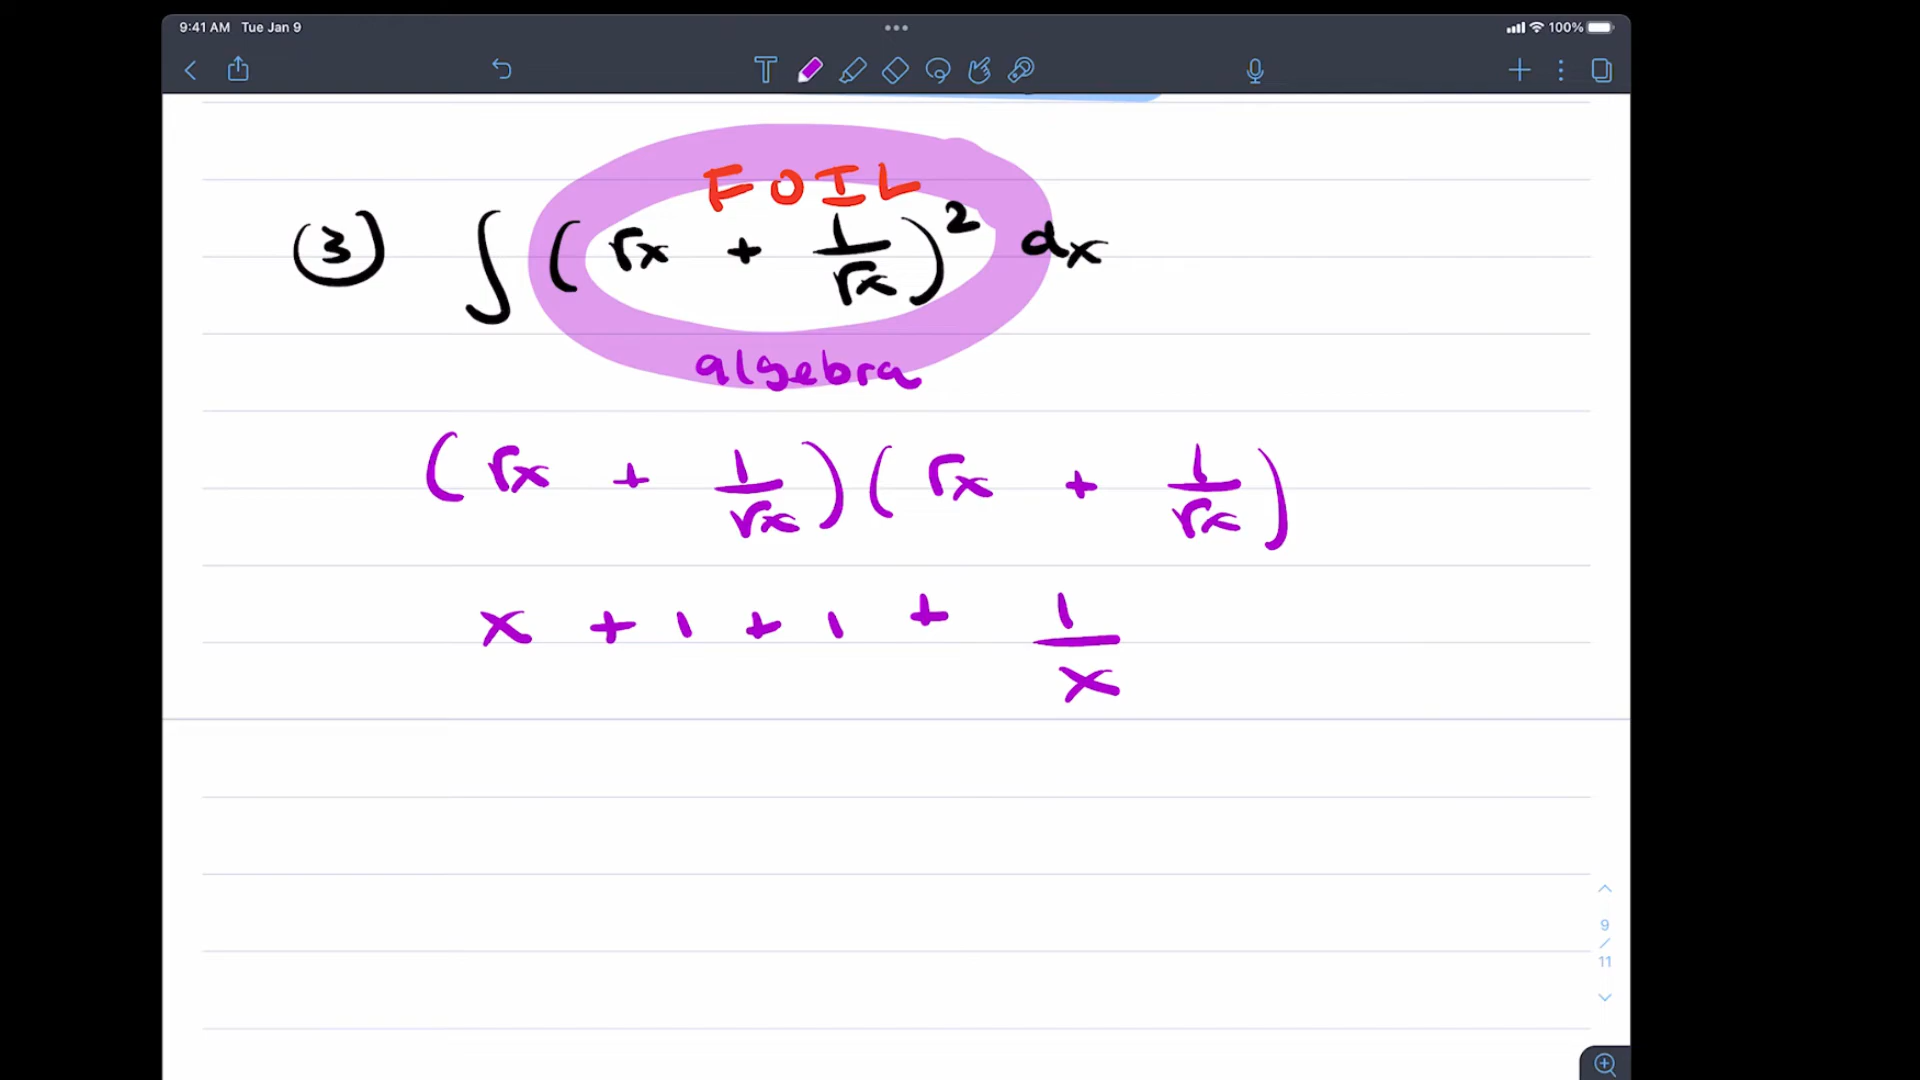 9:41 AM Tue Jan 9 100%
FOIL
(3) ∫ (√x + 1/√x)² dx
algebra
(√x + 1/√x)(√x + 1/√x)
x + 1 + 1 + 1/x
9
/
11